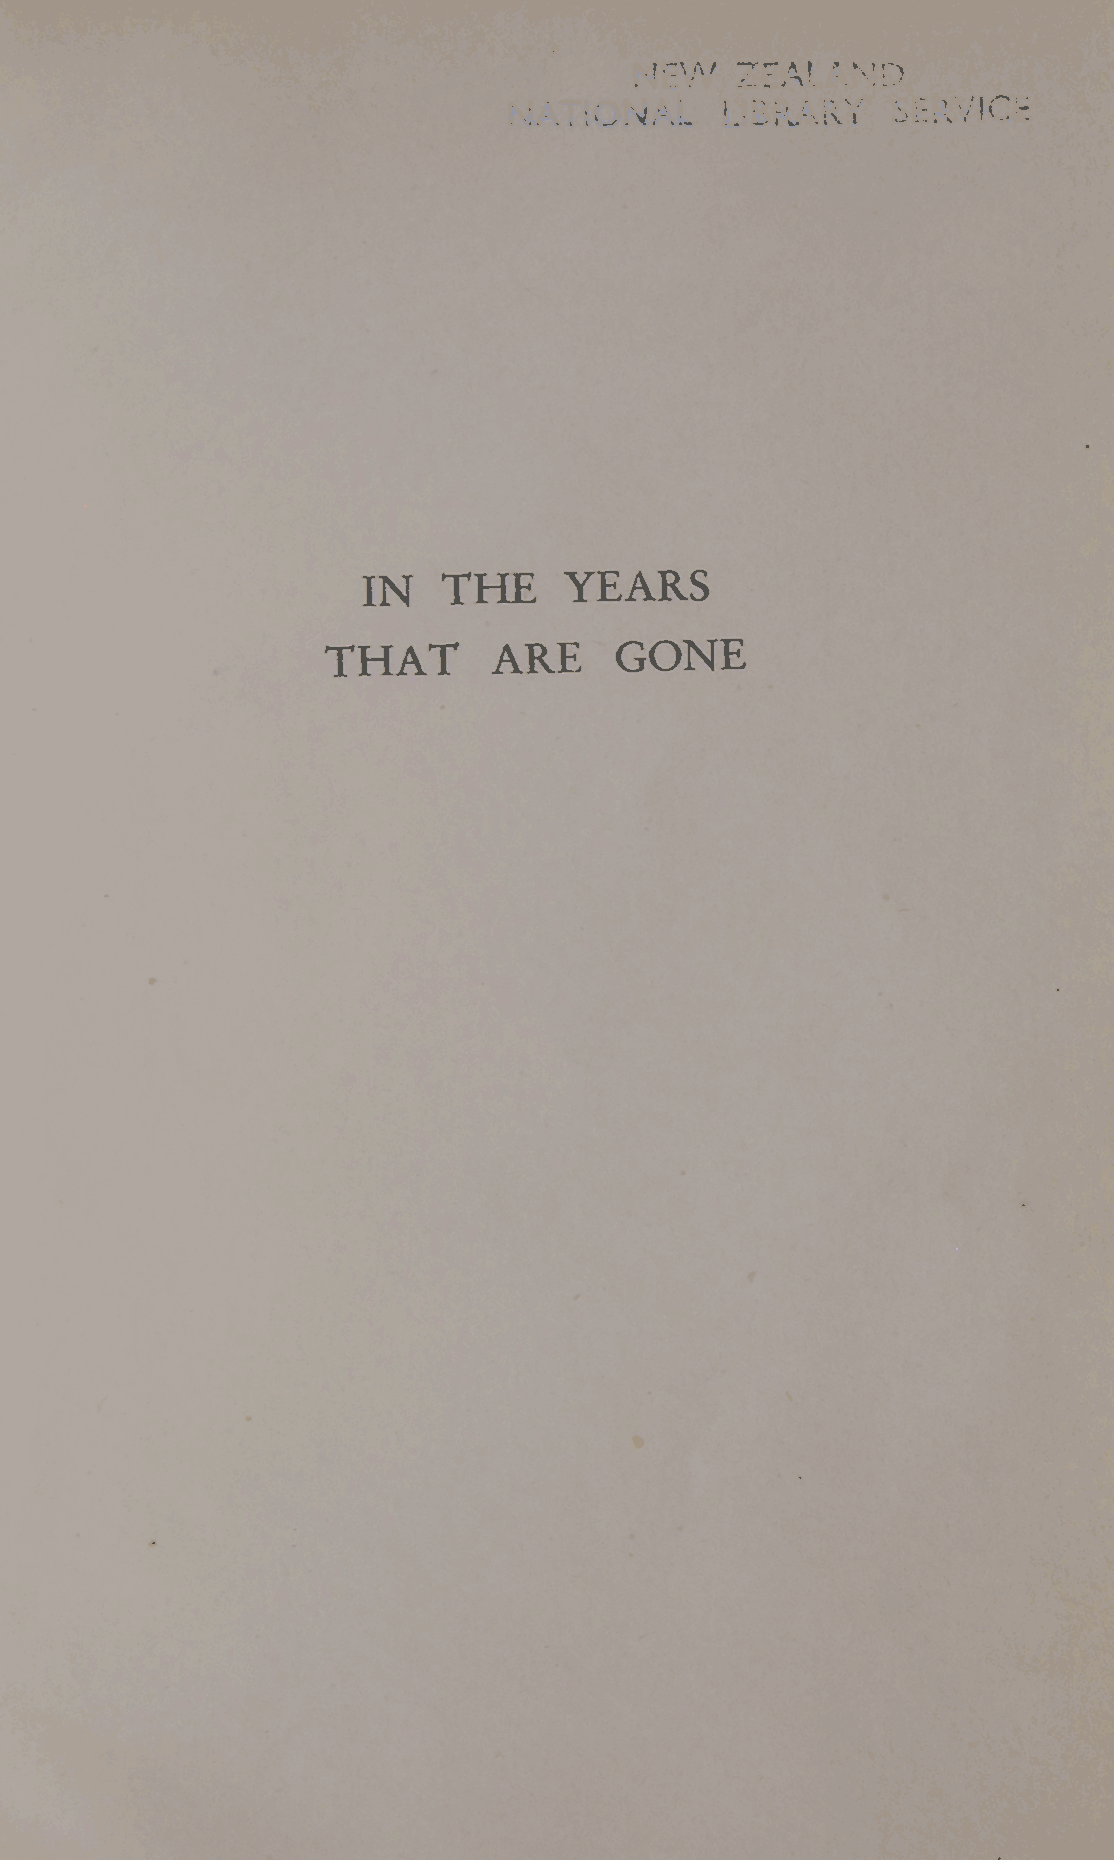 NEW ZEALAND
NATIONAL LIBRARY SERVICE
IN THE YEARS
THAT ARE GONE